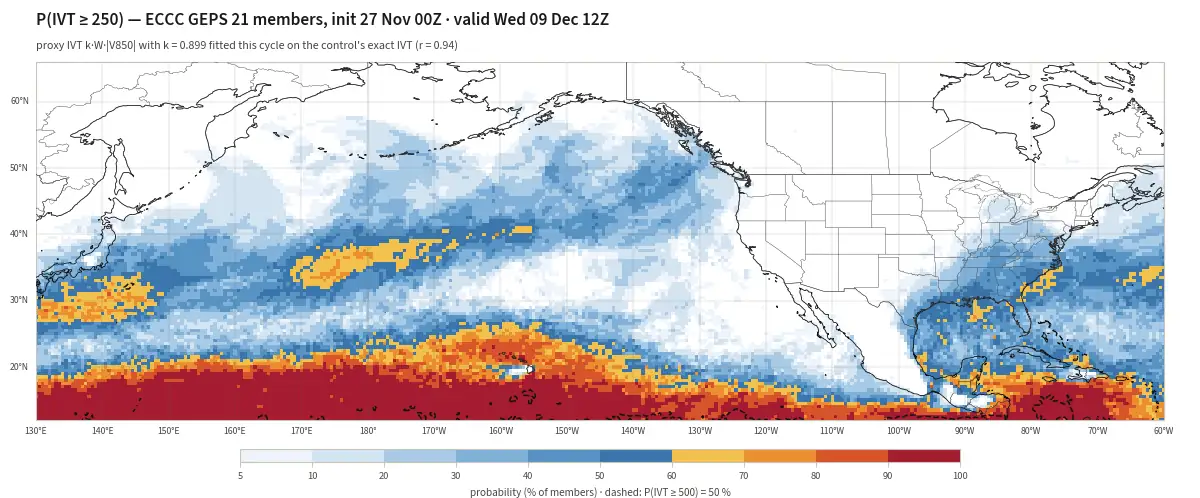 P(IVT ≥ 250) — ECCC GEPS 21 members, init 27 Nov 00Z · valid Wed 09 Dec 12Z
proxy IVT k·W·|V850| with k = 0.899 fitted this cycle on the control's exact IVT (r = 0.94)
60°N
50°N
40°N
30°N
20°N
130°E 140°E 150°E 160°E 170°E 180° 170°W 160°W 150°W 140°W 130°W 120°W 110°W 100°W 90°W 80°W 70°W 60°W
5 10 20 30 40 50 60 70 80 90 100
probability (% of members) · dashed: P(IVT ≥ 500) = 50 %